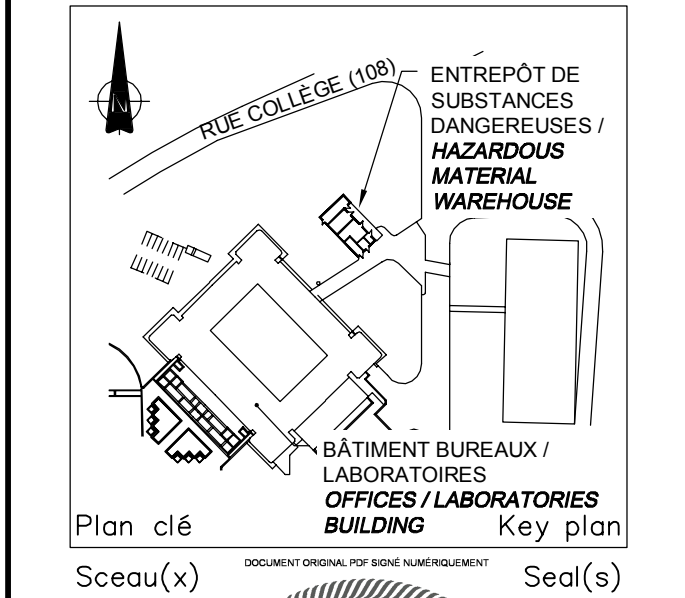 N
RUE COLLÈGE (108)
ENTREPÔT DE
SUBSTANCES
DANGEREUSES /
HAZARDOUS
MATERIAL
WAREHOUSE
BÂTIMENT BUREAUX /
LABORATOIRES
OFFICES / LABORATORIES
BUILDING
Plan clé
Key plan
Sceau(x)
DOCUMENT ORIGINAL PDF SIGNÉ NUMÉRIQUEMENT
Seal(s)